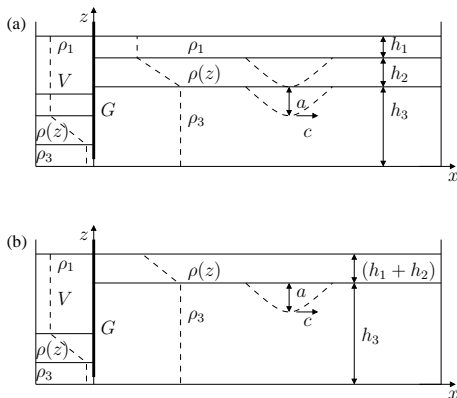 (a)
z
ρ₁ ρ₁ h₁
V ρ(z) h₂
G a h₃
ρ(z) ρ₃ c
ρ₃
x
(b)
z
ρ₁ ρ(z) (h₁ + h₂)
V a
G ρ₃ c h₃
ρ(z)
ρ₃
x